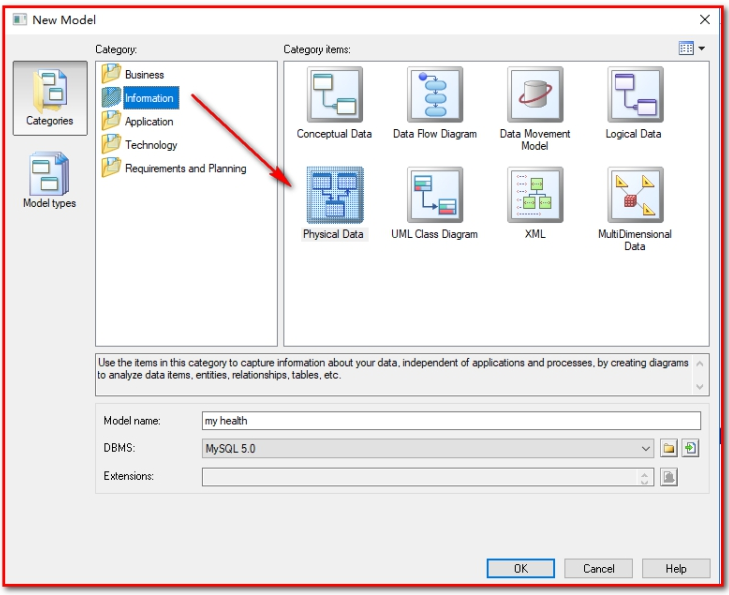 New Model
Category:
Category items:
Categories
Model types
Business
Information
Application
Technology
Requirements and Planning
Conceptual Data
Data Flow Diagram
Data Movement
Model
Logical Data
Physical Data
UML Class Diagram
XML
MultiDimensional
Data
Use the items in this category to capture information about your data, independent of applications and processes, by creating diagrams
to analyze data items, entities, relationships, tables, etc.
Model name:
my health
DBMS:
MySQL 5.0
Extensions:
OK
Cancel
Help